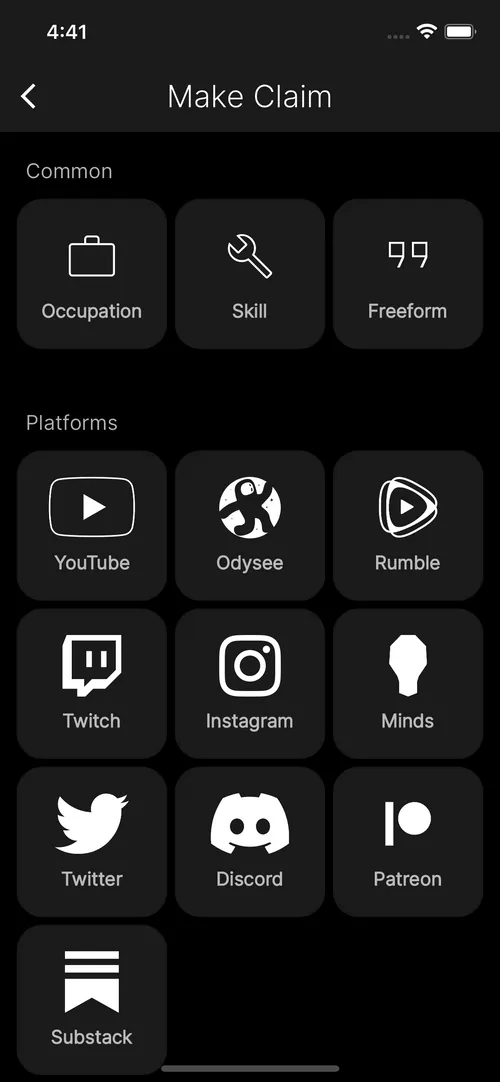 4:41
Make Claim
Common
Occupation Skill Freeform
Platforms
YouTube Odysee Rumble
Twitch Instagram Minds
Twitter Discord Patreon
Substack